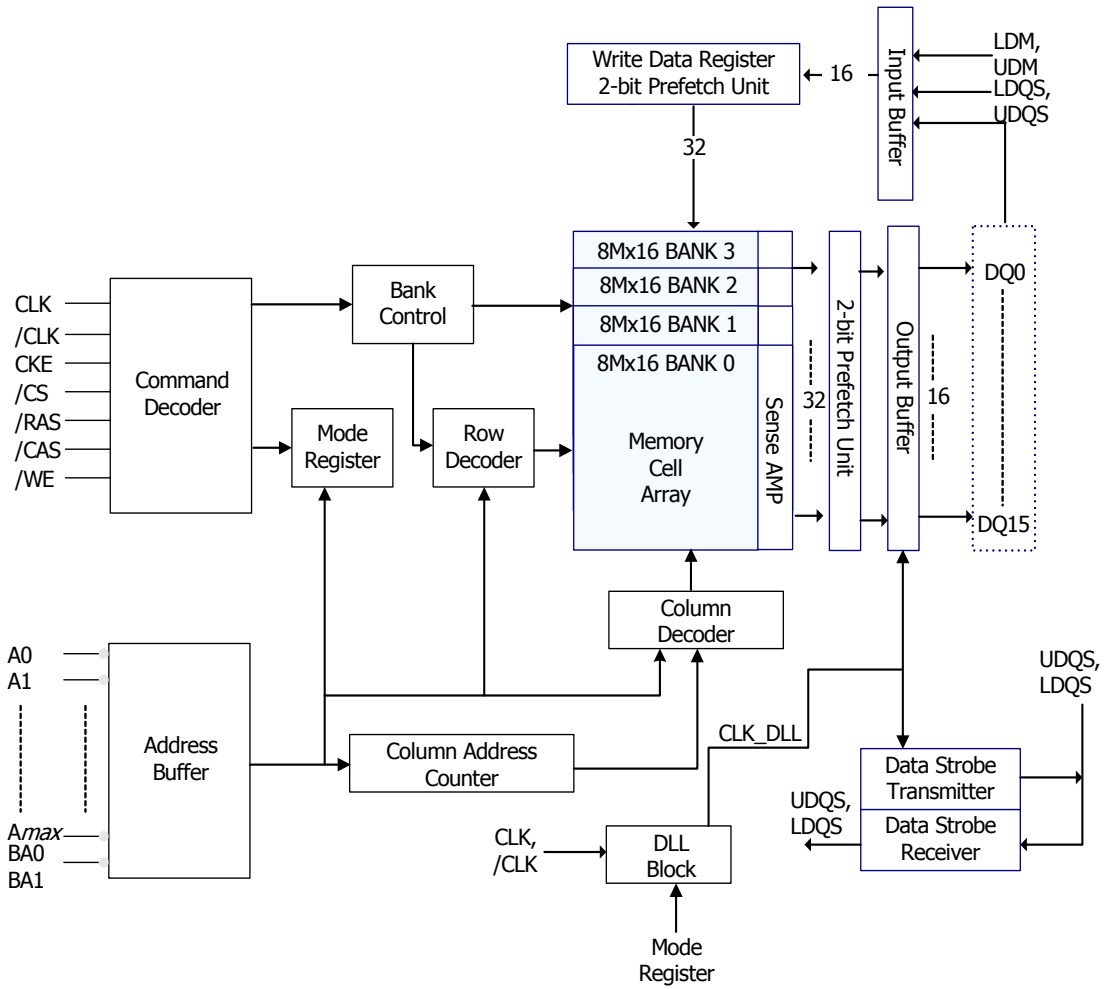 Write Data Register
2-bit Prefetch Unit
16
Input Buffer
LDM,
UDM
LDQS,
UDQS
32
8Mx16 BANK 3
8Mx16 BANK 2
8Mx16 BANK 1
8Mx16 BANK 0
Memory
Cell
Array
Sense AMP
32
2-bit Prefetch Unit
Output Buffer
16
DQ0
DQ15
CLK
/CLK
CKE
/CS
/RAS
/CAS
/WE
Command
Decoder
Bank
Control
Mode
Register
Row
Decoder
Column
Decoder
A0
A1
Amax
BA0
BA1
Address
Buffer
Column Address
Counter
CLK_DLL
CLK,
/CLK
DLL
Block
Mode
Register
UDQS,
LDQS
Data Strobe
Transmitter
Data Strobe
Receiver
UDQS,
LDQS